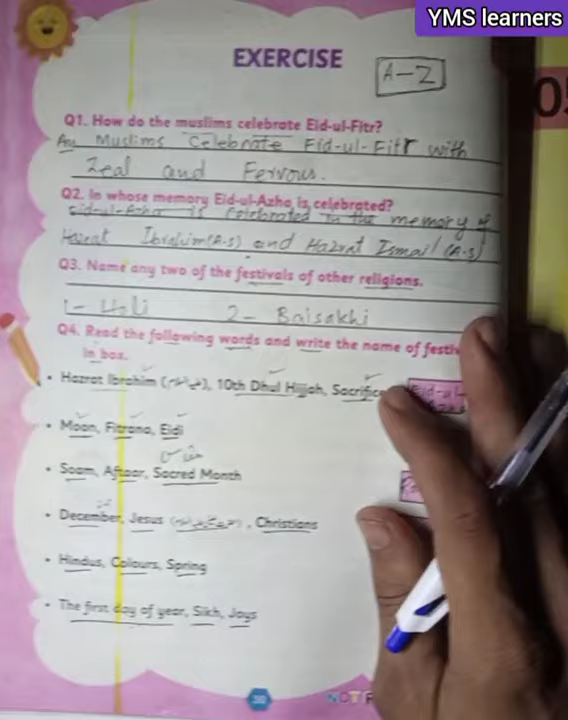 YMS learners
EXERCISE
A-Z
Q1. How do the muslims celebrate Eid-ul-Fitr?
Ans Muslims Celebrate Eid-ul-Fitr with
Zeal and Fervour.
Q2. In whose memory Eid-ul-Azha is celebrated?
Eid-ul-Azha is celebrated in the memory of
Hazrat Ibrahim(A.S) and Hazrat Ismail (A.S)
Q3. Name any two of the festivals of other religions.
1- Holi 2- Baisakhi
Q4. Read the following words and write the name of festiv
in box.
• Hazrat Ibrahim (), 10th Dhul Hijjah, Sacrifice Eid-ul-
• Moon, Fitrana, Eidi
• Soam, Aftaar, Sacred Month
• December, Jesus (), Christians
• Hindus, Colours, Spring
• The first day of year, Sikh, Joys
30
NOT F